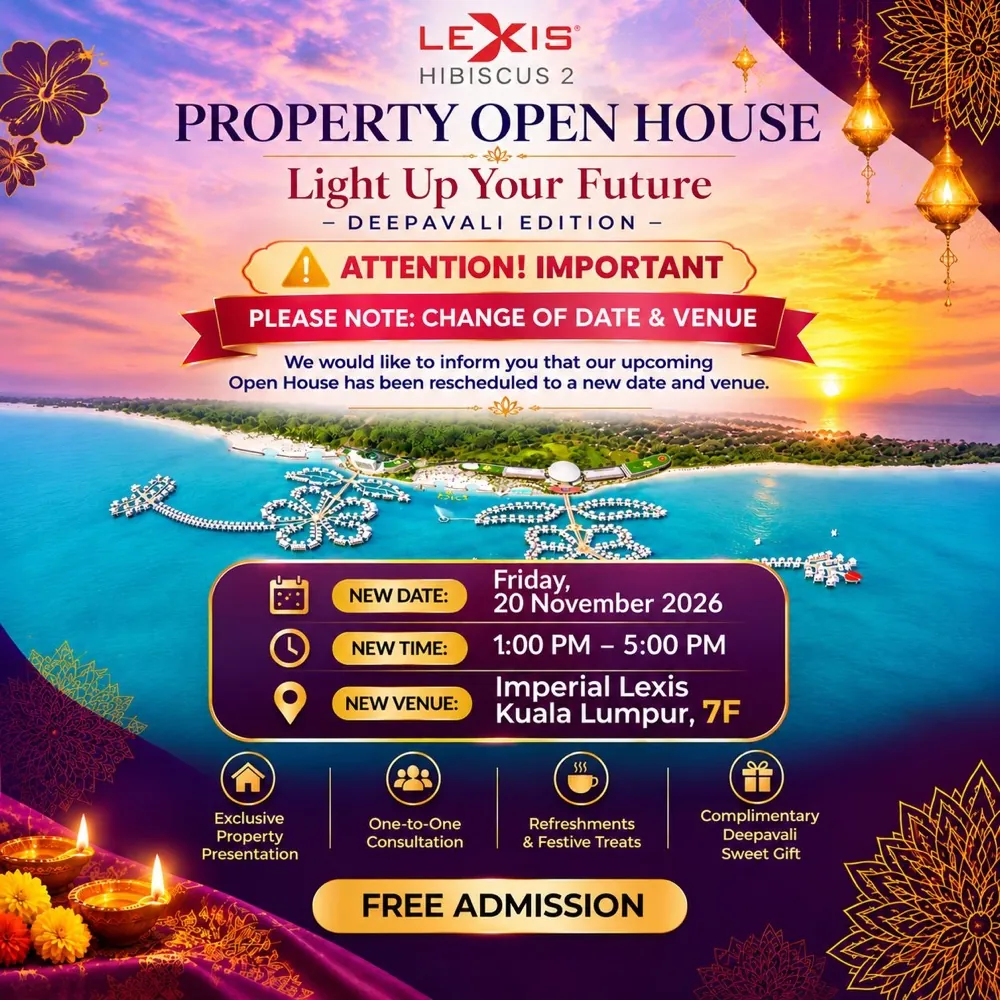 LEXIS®
HIBISCUS 2
PROPERTY OPEN HOUSE
Light Up Your Future
– DEEPAVALI EDITION –
ATTENTION! IMPORTANT
PLEASE NOTE: CHANGE OF DATE & VENUE
We would like to inform you that our upcoming
Open House has been rescheduled to a new date and venue.
NEW DATE:
Friday,
20 November 2026
NEW TIME:
1:00 PM – 5:00 PM
NEW VENUE:
Imperial Lexis
Kuala Lumpur, 7F
Exclusive
Property
Presentation
One-to-One
Consultation
Refreshments
& Festive Treats
Complimentary
Deepavali
Sweet Gift
FREE ADMISSION